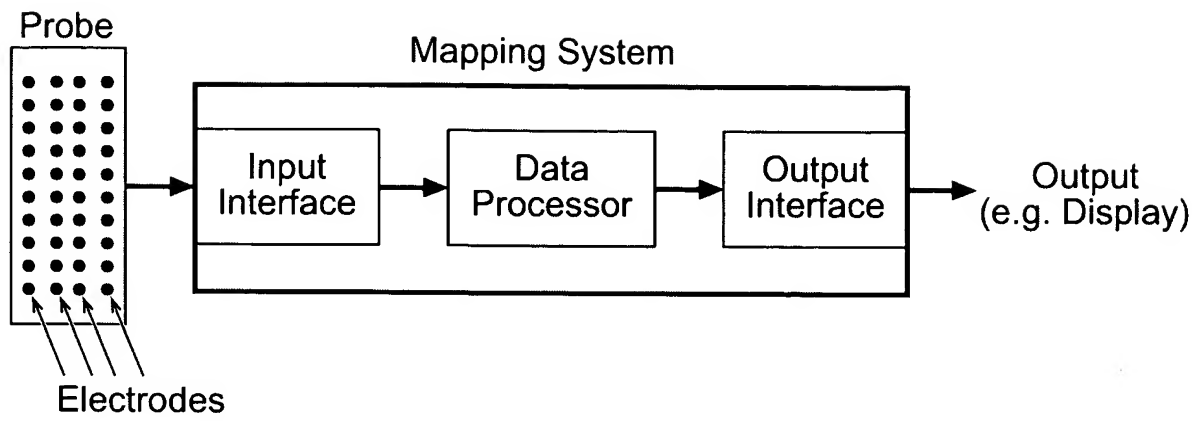 Probe
Mapping System
Input
Interface
Data
Processor
Output
Interface
Output
(e.g. Display)
Electrodes